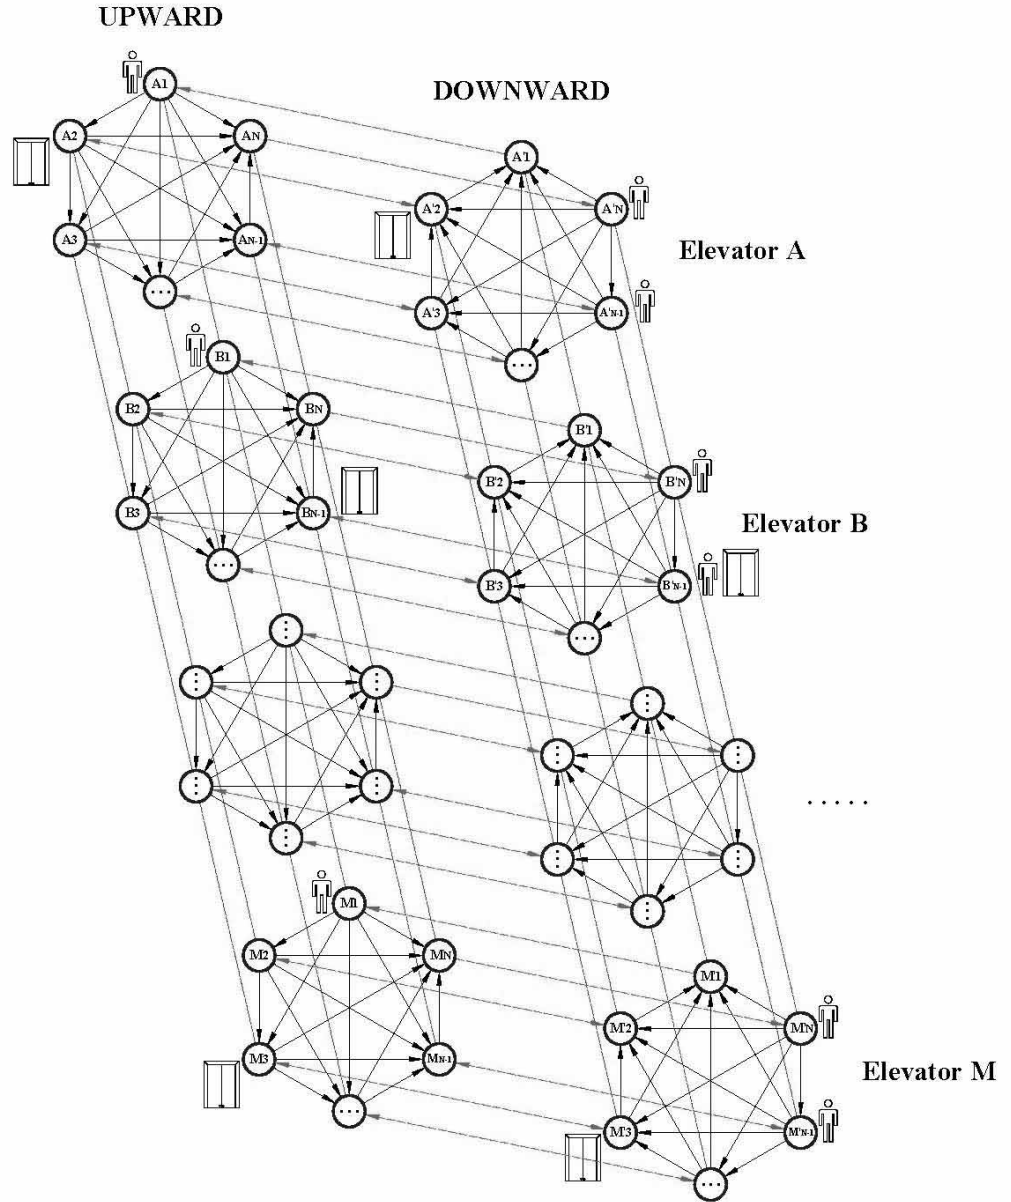 UPWARD
DOWNWARD
A1
A2
AN
A3
AN-1
...
A'1
A'2
A'N
A'3
A'N-1
...
Elevator A
B1
B2
BN
B3
BN-1
...
B'1
B'2
B'N
B'3
B'N-1
...
Elevator B
⋮
⋮
⋮
⋮
⋮
⋮
⋮
⋮
⋮
⋮
⋮
⋮
.....
M1
M2
MN
M3
MN-1
...
M'1
M'2
M'N
M'3
M'N-1
...
Elevator M